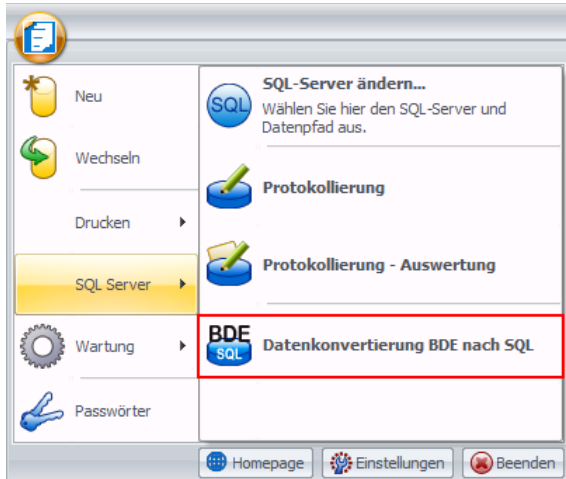 Neu
Wechseln
Drucken
SQL Server
Wartung
Passwörter
SQL
SQL-Server ändern...
Wählen Sie hier den SQL-Server und
Datenpfad aus.
Protokollierung
Protokollierung - Auswertung
BDE
SQL
Datenkonvertierung BDE nach SQL
Homepage
Einstellungen
Beenden